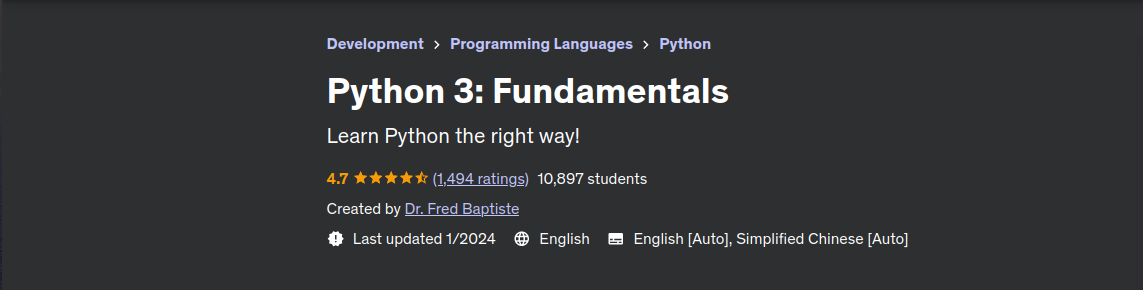 Development > Programming Languages > Python
Python 3: Fundamentals
Learn Python the right way!
4.7 (1,494 ratings) 10,897 students
Created by Dr. Fred Baptiste
Last updated 1/2024 English English [Auto], Simplified Chinese [Auto]